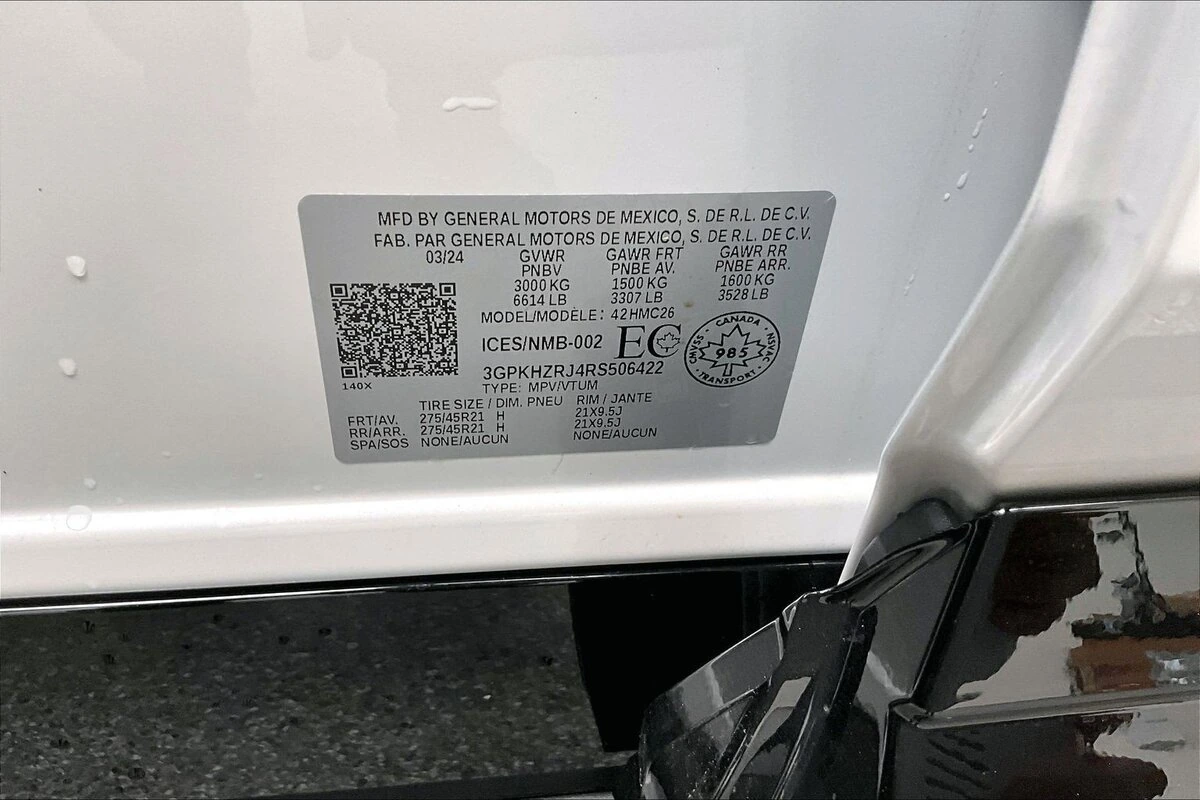 MFD BY GENERAL MOTORS DE MEXICO, S. DE R.L. DE C.V.
FAB. PAR GENERAL MOTORS DE MEXICO, S. DE R.L. DE C.V.
03/24 GVWR GAWR FRT GAWR RR
PNBV PNBE AV. PNBE ARR.
3000 KG 1500 KG 1600 KG
6614 LB 3307 LB 3528 LB
MODEL/MODÈLE: 42HMC26
ICES/NMB-002 EC
CANADA
CMVSS 985 NSVAC
TRANSPORT
3GPKHZRJ4RS506422
140X
TYPE: MPV/VTUM
TIRE SIZE / DIM. PNEU RIM / JANTE
FRT/AV. 275/45R21 H 21X9.5J
RR/ARR. 275/45R21 H 21X9.5J
SPA/SOS NONE/AUCUN NONE/AUCUN